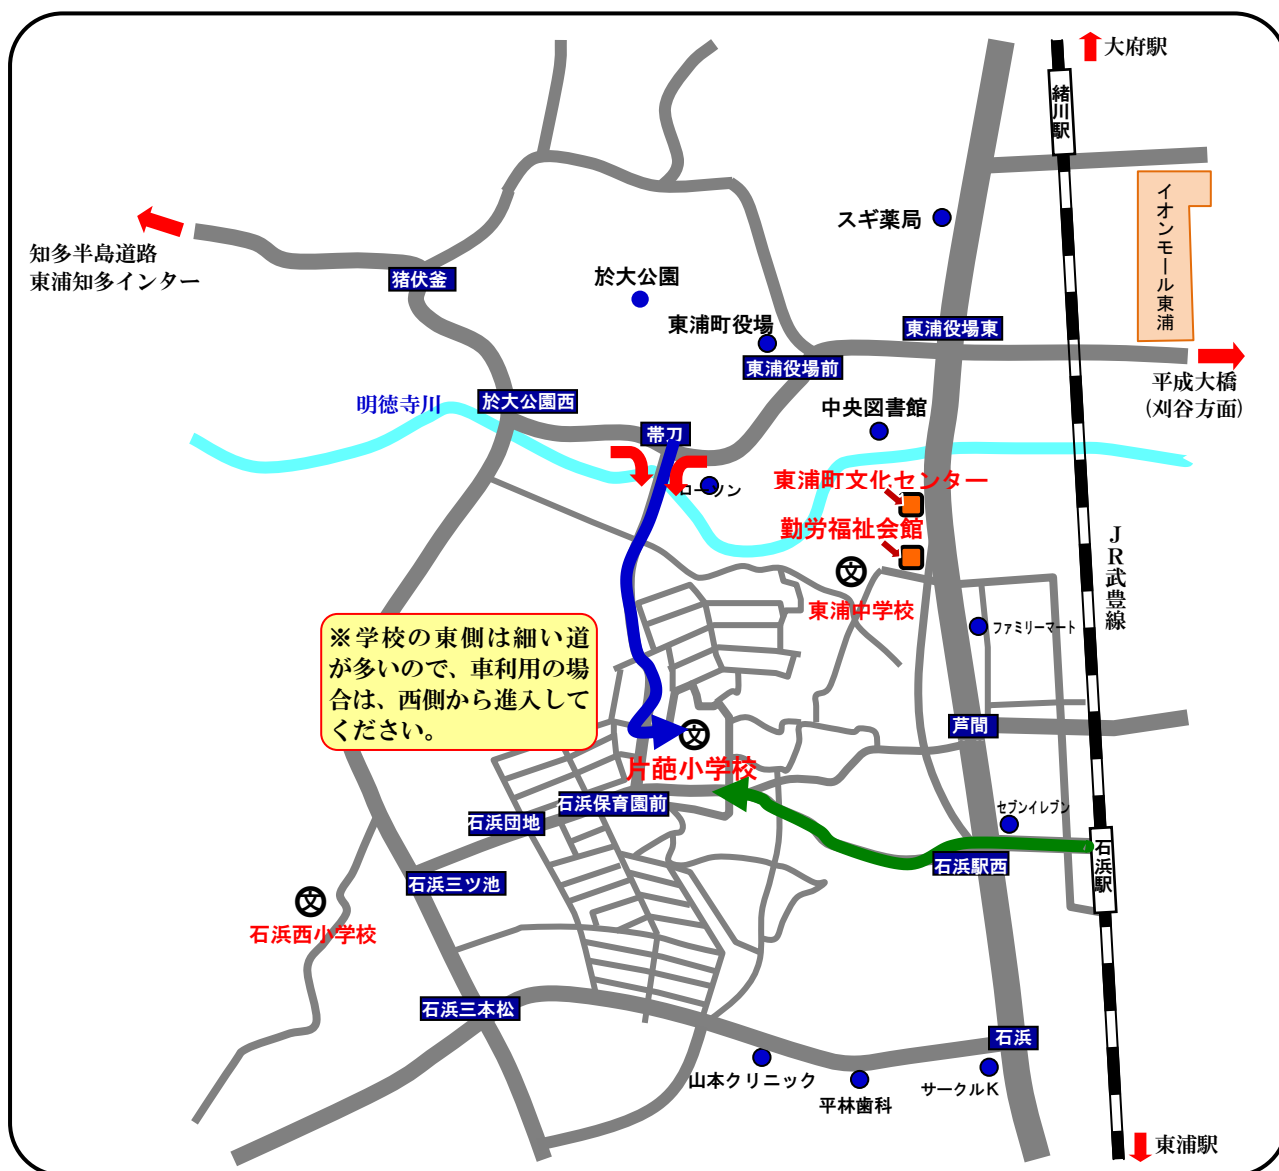 大府駅
緒川駅
イオンモール東浦
スギ薬局
知多半島道路
東浦知多インター
猪伏釜
於大公園
東浦町役場
東浦役場東
東浦役場前
平成大橋
(刈谷方面)
明徳寺川
於大公園西
中央図書館
帯刀
ローソン
東浦町文化センター
勤労福祉会館
JR武豊線
東浦中学校
ファミリーマート
※学校の東側は細い道
が多いので、車利用の場
合は、西側から進入して
ください。
文
芦間
片葩小学校
石浜保育園前
セブンイレブン
石浜団地
石浜駅西
石浜駅
石浜三ツ池
文
石浜西小学校
文
石浜三本松
石浜
山本クリニック
平林歯科
サークルK
東浦駅